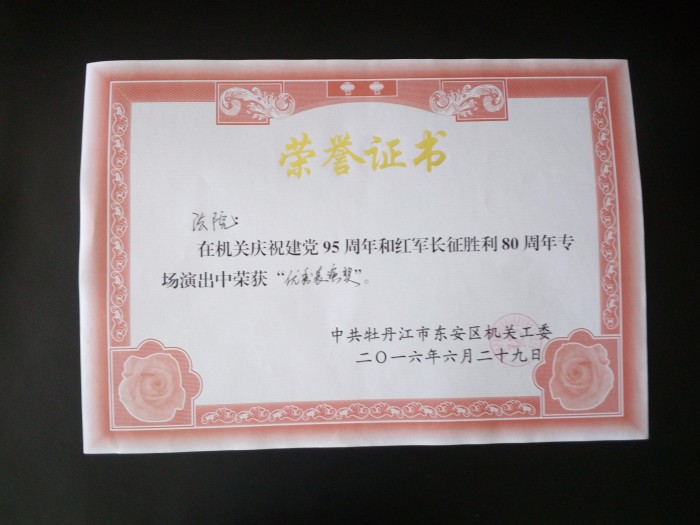 荣誉证书
法院:
在机关庆祝建党95周年和红军长征胜利80周年专
场演出中荣获“优秀表演奖”。
中共牡丹江市东安区机关工委
二〇一六年六月二十九日